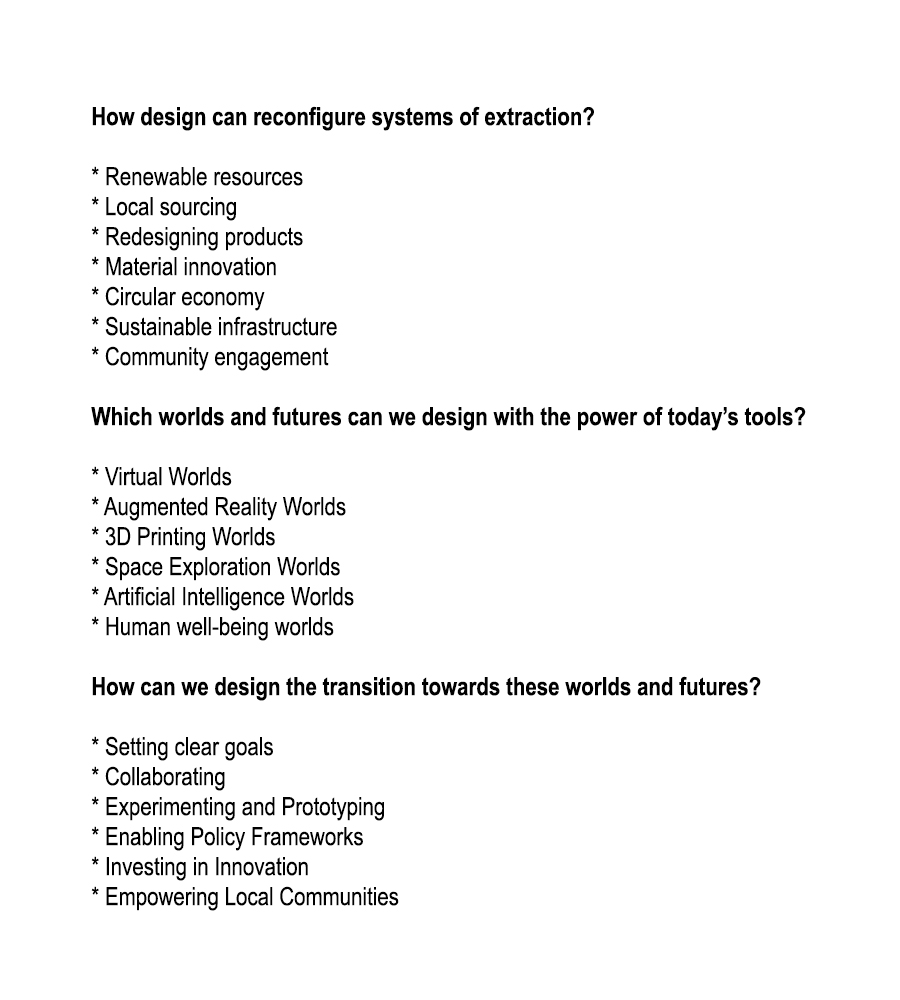 How design can reconfigure systems of extraction?
* Renewable resources
* Local sourcing
* Redesigning products
* Material innovation
* Circular economy
* Sustainable infrastructure
* Community engagement
Which worlds and futures can we design with the power of today’s tools?
* Virtual Worlds
* Augmented Reality Worlds
* 3D Printing Worlds
* Space Exploration Worlds
* Artificial Intelligence Worlds
* Human well-being worlds
How can we design the transition towards these worlds and futures?
* Setting clear goals
* Collaborating
* Experimenting and Prototyping
* Enabling Policy Frameworks
* Investing in Innovation
* Empowering Local Communities